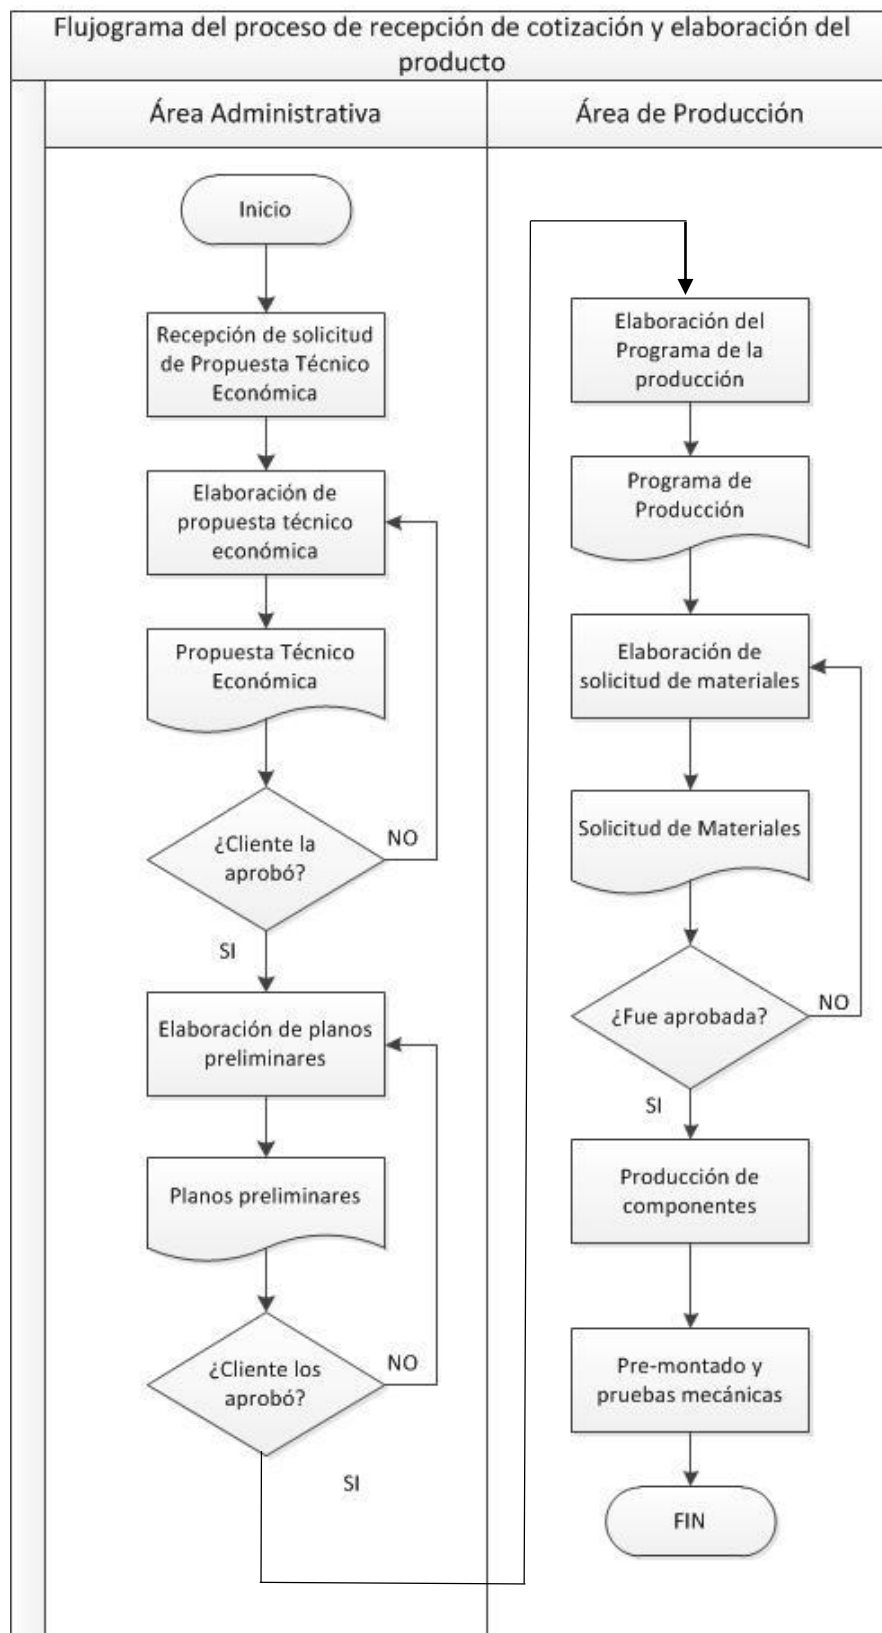 Flujograma del proceso de recepción de cotización y elaboración del
producto
Área Administrativa
Área de Producción
Inicio
Recepción de solicitud
de Propuesta Técnico
Económica
Elaboración de
propuesta técnico
económica
Propuesta Técnico
Económica
¿Cliente la
aprobó?
NO
SI
Elaboración de planos
preliminares
Planos preliminares
¿Cliente los
aprobó?
NO
SI
Elaboración del
Programa de la
producción
Programa de
Producción
Elaboración de
solicitud de materiales
Solicitud de Materiales
¿Fue aprobada?
NO
SI
Producción de
componentes
Pre-montado y
pruebas mecánicas
FIN